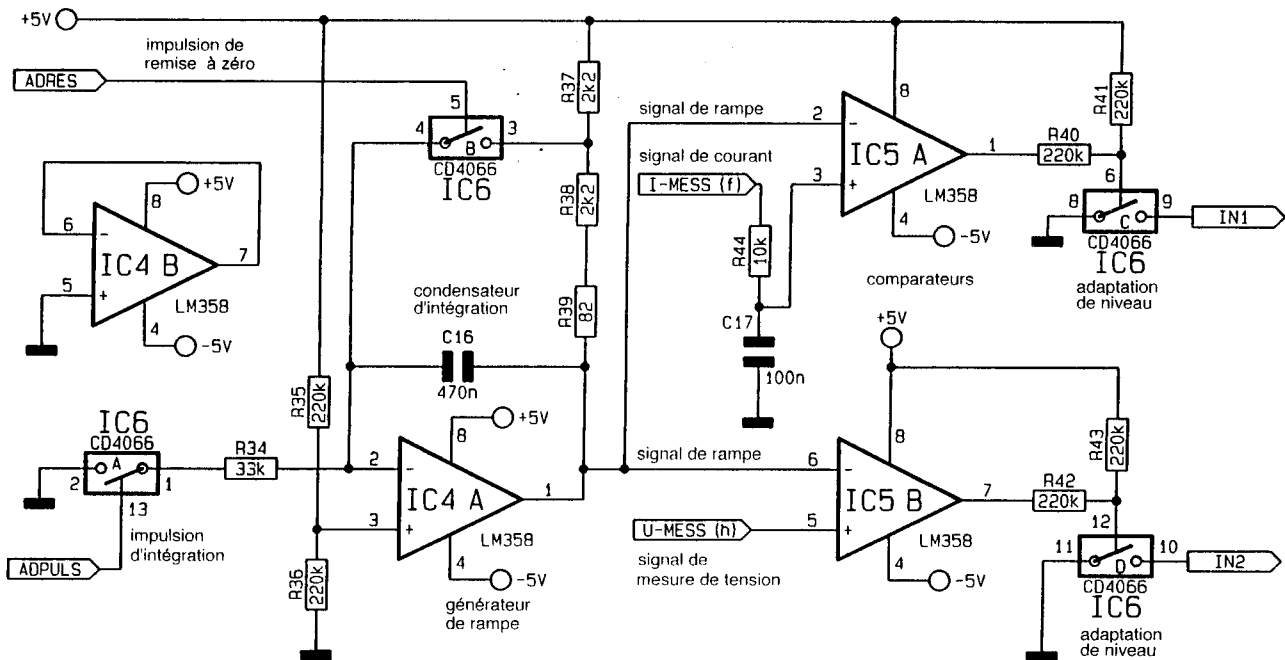 +5V
impulsion de
remise à zéro
ADRES
5
4
3
B
CD4066
IC6
R37
2k2
R38
2k2
R39
82
signal de rampe
2
8
IC5 A
1
3
LM358
4
-5V
signal de courant
I-MESS (f)
R44
10k
C17
100n
comparateurs
R41
220k
R40
220k
6
8
9
C
CD4066
IC6
IN1
adaptation
de niveau
+5V
8
6
IC4 B
7
5
LM358
4
-5V
condensateur
d'intégration
C16
470n
R35
220k
IC6
CD4066
A
2
1
13
R34
33k
impulsion
d'intégration
ADPULS
+5V
8
2
IC4 A
1
3
LM358
4
-5V
R36
220k
générateur
de rampe
signal de rampe
+5V
8
6
IC5 B
7
5
LM358
4
-5V
U-MESS (h)
signal de
mesure de tension
R43
220k
R42
220k
12
11
10
D
CD4066
IC6
IN2
adaptation
de niveau